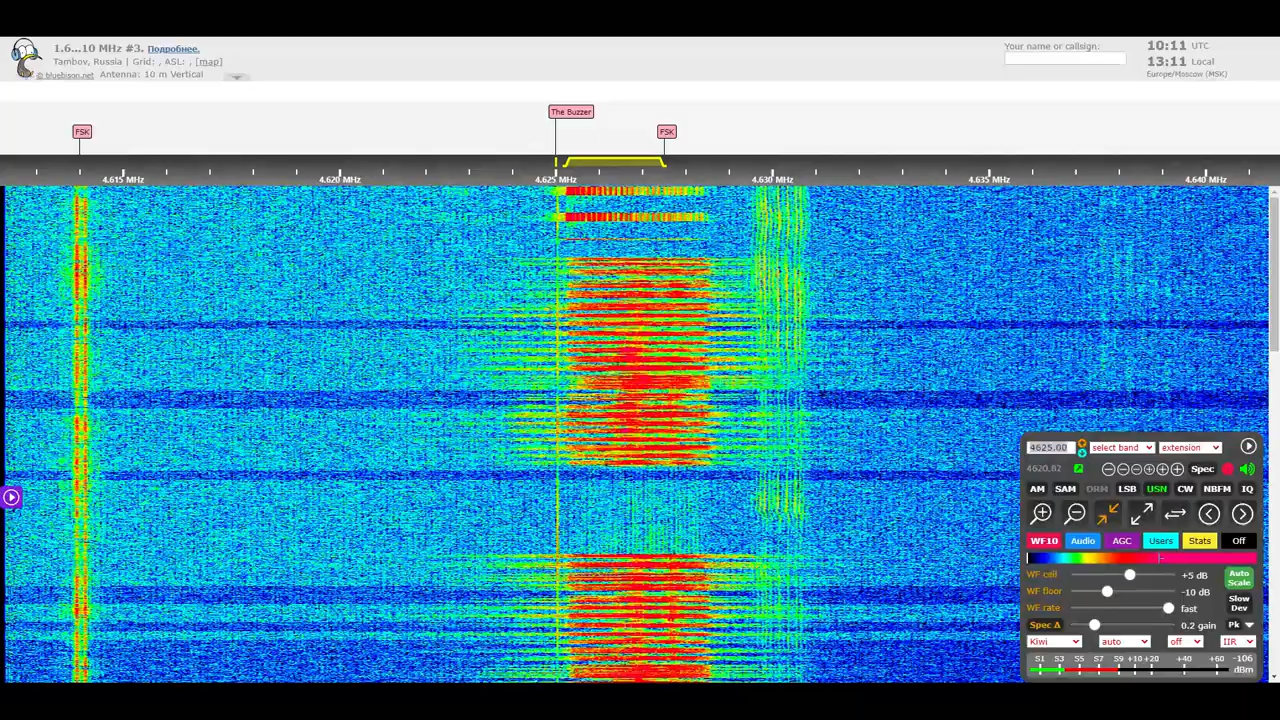 1.6...10 MHz #3. Подробнее.
Tambov, Russia | Grid: , ASL: , [map]
© bluebison.net Antenna: 10 m Vertical
Your name or callsign:
10:11 UTC
13:11 Local
Europe/Moscow (MSK)
The Buzzer
FSK
FSK
4.615 MHz 4.620 MHz 4.625 MHz 4.630 MHz 4.635 MHz 4.640 MHz
4625.00 select band extension
4620.82 Spec
AM SAM DRM LSB USN CW NBFM IQ
WF10 Audio AGC Users Stats Off
WF ceil +5 dB Auto Scale
WF floor -10 dB
WF rate fast Slow Dev
Spec Δ 0.2 gain Pk
Kiwi auto off IIR
S1 S3 S5 S7 S9 +10 +20 +40 +60 -106 dBm